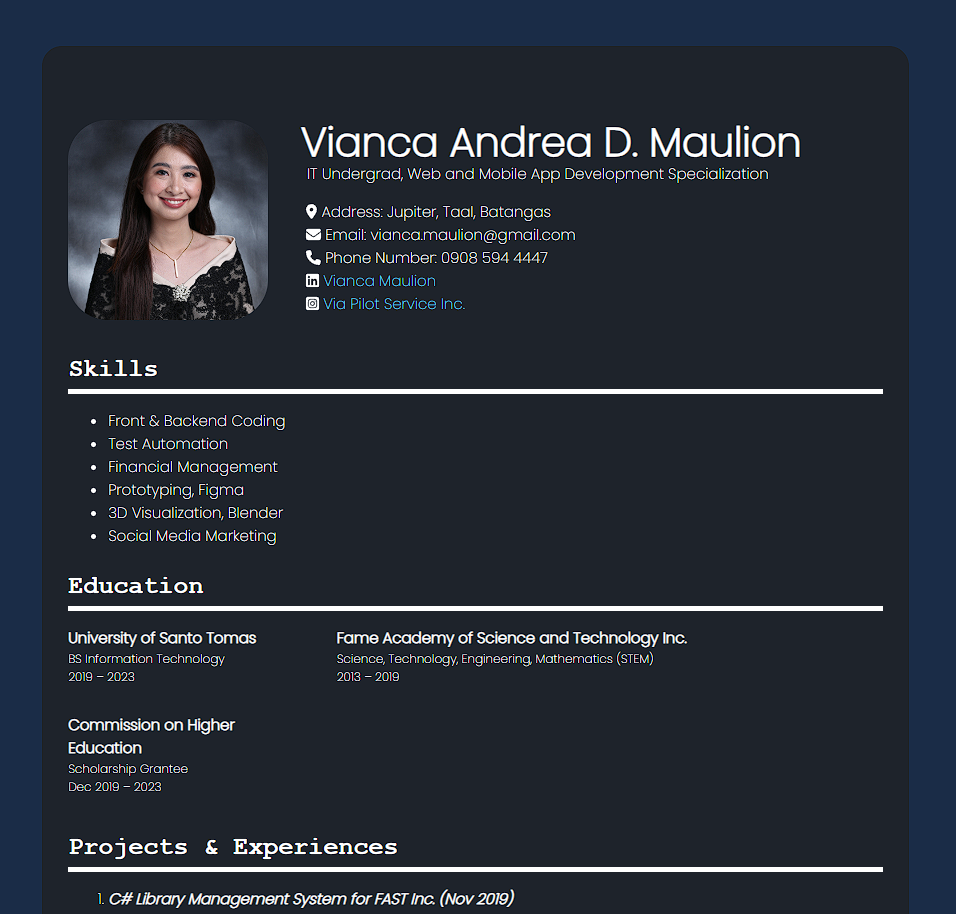 Vianca Andrea D. Maulion
IT Undergrad, Web and Mobile App Development Specialization
Address: Jupiter, Taal, Batangas
Email: vianca.maulion@gmail.com
Phone Number: 0908 594 4447
Vianca Maulion
Via Pilot Service Inc.
Skills
• Front & Backend Coding
• Test Automation
• Financial Management
• Prototyping, Figma
• 3D Visualization, Blender
• Social Media Marketing
Education
University of Santo Tomas
BS Information Technology
2019 – 2023
Fame Academy of Science and Technology Inc.
Science, Technology, Engineering, Mathematics (STEM)
2013 – 2019
Commission on Higher
Education
Scholarship Grantee
Dec 2019 – 2023
Projects & Experiences
1. C# Library Management System for FAST Inc. (Nov 2019)